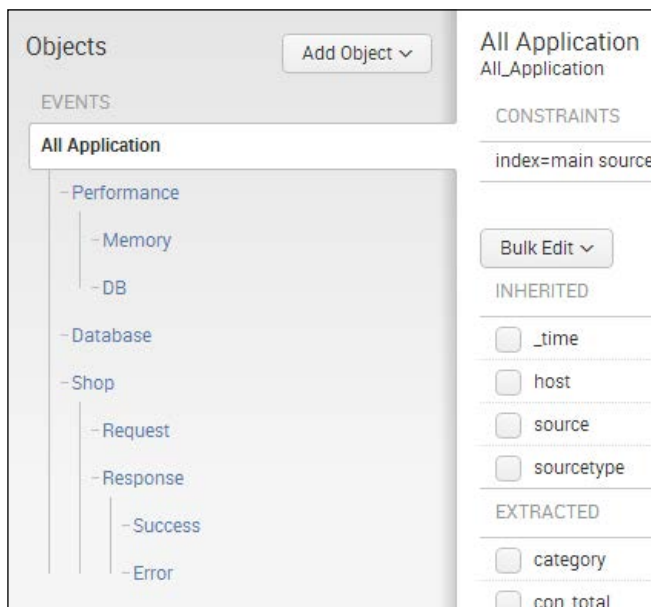 Objects
Add Object
EVENTS
All Application
Performance
Memory
DB
Database
Shop
Request
Response
Success
Error
All Application
All_Application
CONSTRAINTS
index=main source
Bulk Edit
INHERITED
_time
host
source
sourcetype
EXTRACTED
category
con_total